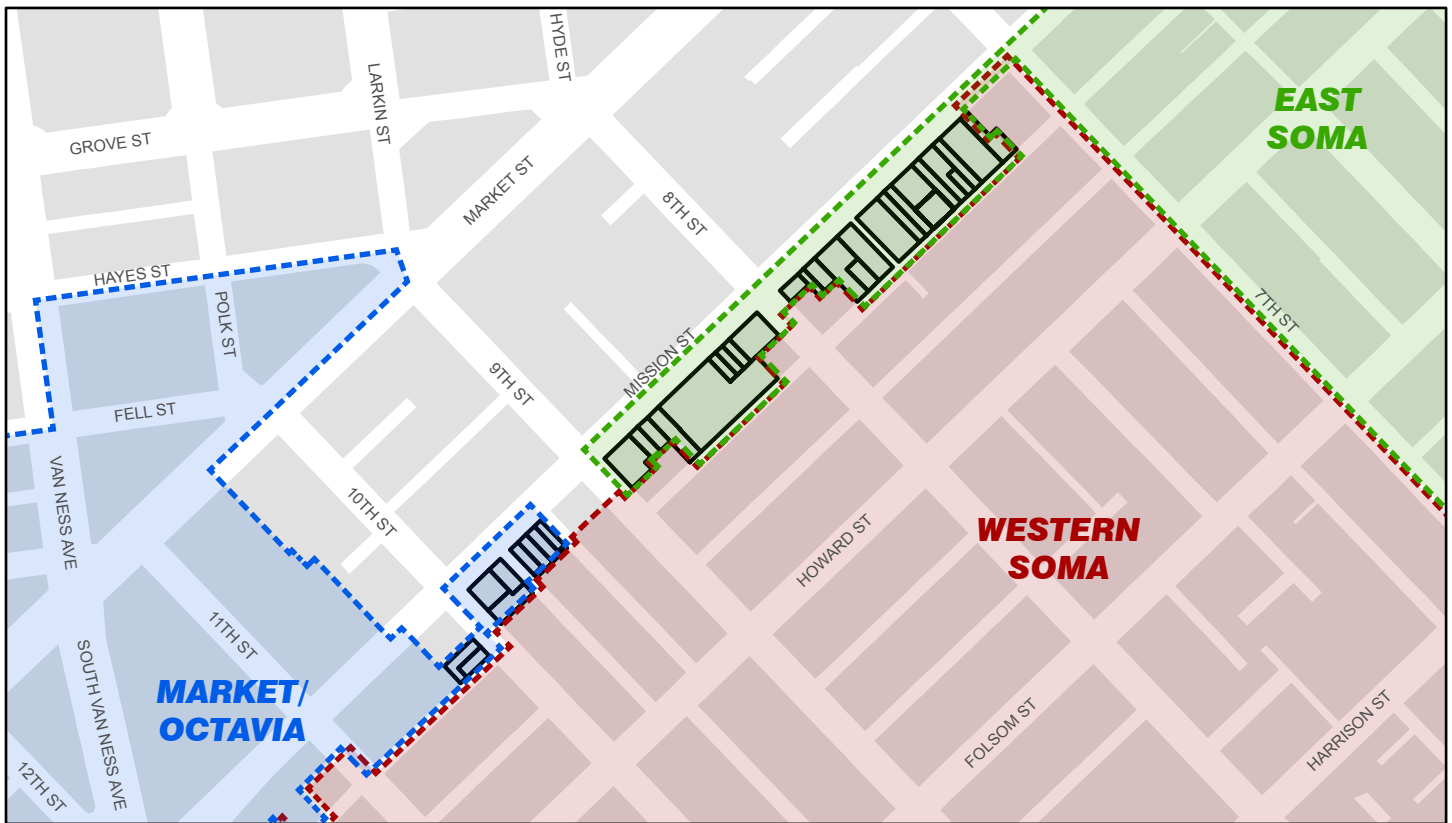 HYDE ST
LARKIN ST
GROVE ST
EAST
SOMA
MARKET ST
8TH ST
HAYES ST
POLK ST
7TH ST
MISSION ST
9TH ST
FELL ST
VAN NESS AVE
10TH ST
HOWARD ST
WESTERN
SOMA
11TH ST
SOUTH VAN NESS AVE
MARKET/
OCTAVIA
FOLSOM ST
HARRISON ST
12TH ST